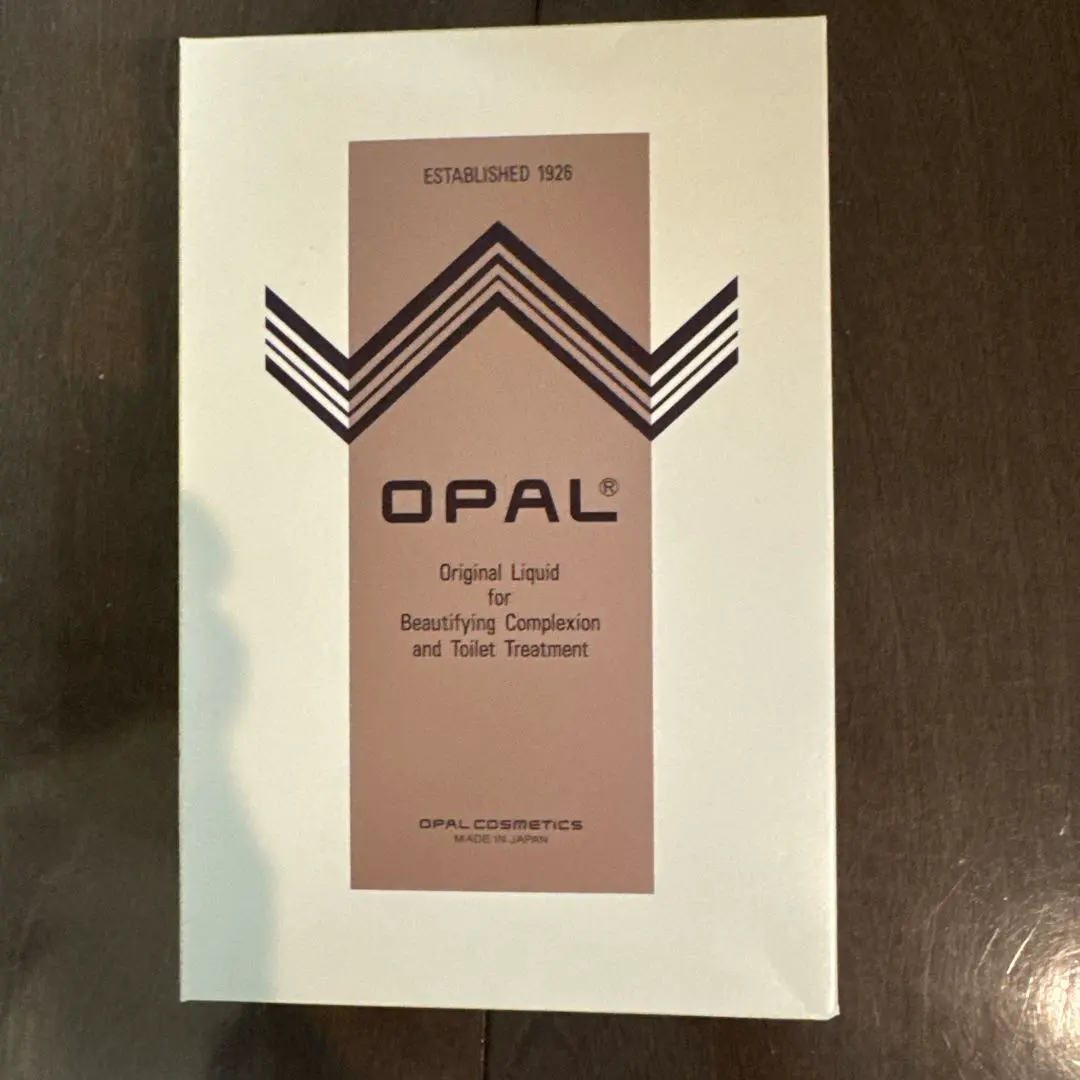 ESTABLISHED 1926
OPAL®
Original Liquid
for
Beautifying Complexion
and Toilet Treatment
OPAL COSMETICS
MADE IN JAPAN